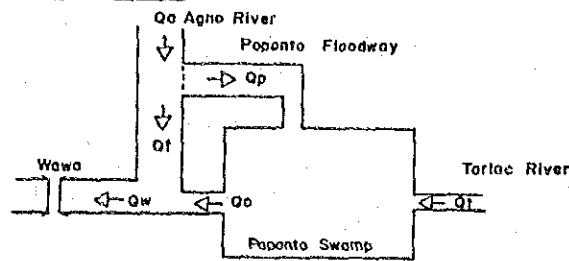 Qa Agno River
Poponto Floodway
Qp
Qf
Wawa
Tarlac River
Qw
Qo
Qt
Poponto Swamp